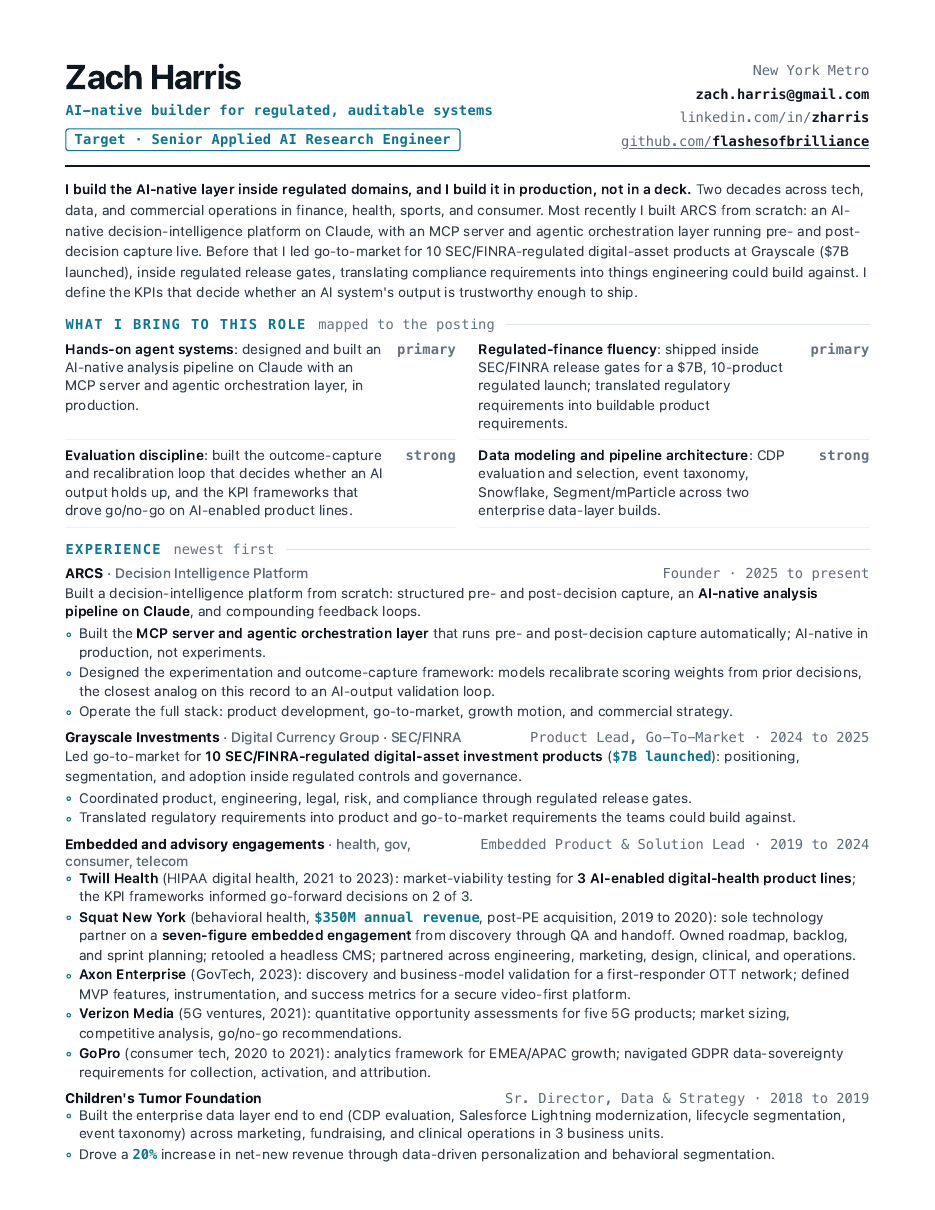 Zach Harris
AI-native builder for regulated, auditable systems
Target · Senior Applied AI Research Engineer
New York Metro
zach.harris@gmail.com
linkedin.com/in/zharris
github.com/flashesofbrilliance
I build the AI-native layer inside regulated domains, and I build it in production, not in a deck. Two decades across tech,
data, and commercial operations in finance, health, sports, and consumer. Most recently I built ARCS from scratch: an AI-
native decision-intelligence platform on Claude, with an MCP server and agentic orchestration layer running pre- and post-
decision capture live. Before that I led go-to-market for 10 SEC/FINRA-regulated digital-asset products at Grayscale ($7B
launched), inside regulated release gates, translating compliance requirements into things engineering could build against. I
define the KPIs that decide whether an AI system's output is trustworthy enough to ship.
WHAT I BRING TO THIS ROLE mapped to the posting
Hands-on agent systems: designed and built an primary
AI-native analysis pipeline on Claude with an
MCP server and agentic orchestration layer, in
production.
Regulated-finance fluency: shipped inside primary
SEC/FINRA release gates for a $7B, 10-product
regulated launch; translated regulatory
requirements into buildable product
requirements.
Evaluation discipline: built the outcome-capture strong
and recalibration loop that decides whether an AI
output holds up, and the KPI frameworks that
drove go/no-go on AI-enabled product lines.
Data modeling and pipeline architecture: CDP strong
evaluation and selection, event taxonomy,
Snowflake, Segment/mParticle across two
enterprise data-layer builds.
EXPERIENCE newest first
ARCS · Decision Intelligence Platform Founder · 2025 to present
Built a decision-intelligence platform from scratch: structured pre- and post-decision capture, an AI-native analysis
pipeline on Claude, and compounding feedback loops.
Built the MCP server and agentic orchestration layer that runs pre- and post-decision capture automatically; AI-native in
production, not experiments.
Designed the experimentation and outcome-capture framework: models recalibrate scoring weights from prior decisions,
the closest analog on this record to an AI-output validation loop.
Operate the full stack: product development, go-to-market, growth motion, and commercial strategy.
Grayscale Investments · Digital Currency Group · SEC/FINRA Product Lead, Go-To-Market · 2024 to 2025
Led go-to-market for 10 SEC/FINRA-regulated digital-asset investment products ($7B launched): positioning,
segmentation, and adoption inside regulated controls and governance.
Coordinated product, engineering, legal, risk, and compliance through regulated release gates.
Translated regulatory requirements into product and go-to-market requirements the teams could build against.
Embedded and advisory engagements · health, gov, Embedded Product & Solution Lead · 2019 to 2024
consumer, telecom
Twill Health (HIPAA digital health, 2021 to 2023): market-viability testing for 3 AI-enabled digital-health product lines;
the KPI frameworks informed go-forward decisions on 2 of 3.
Squat New York (behavioral health, $350M annual revenue, post-PE acquisition, 2019 to 2020): sole technology
partner on a seven-figure embedded engagement from discovery through QA and handoff. Owned roadmap, backlog,
and sprint planning; retooled a headless CMS; partnered across engineering, marketing, design, clinical, and operations.
Axon Enterprise (GovTech, 2023): discovery and business-model validation for a first-responder OTT network; defined
MVP features, instrumentation, and success metrics for a secure video-first platform.
Verizon Media (5G ventures, 2021): quantitative opportunity assessments for five 5G products; market sizing,
competitive analysis, go/no-go recommendations.
GoPro (consumer tech, 2020 to 2021): analytics framework for EMEA/APAC growth; navigated GDPR data-sovereignty
requirements for collection, activation, and attribution.
Children's Tumor Foundation Sr. Director, Data & Strategy · 2018 to 2019
Built the enterprise data layer end to end (CDP evaluation, Salesforce Lightning modernization, lifecycle segmentation,
event taxonomy) across marketing, fundraising, and clinical operations in 3 business units.
Drove a 20% increase in net-new revenue through data-driven personalization and behavioral segmentation.